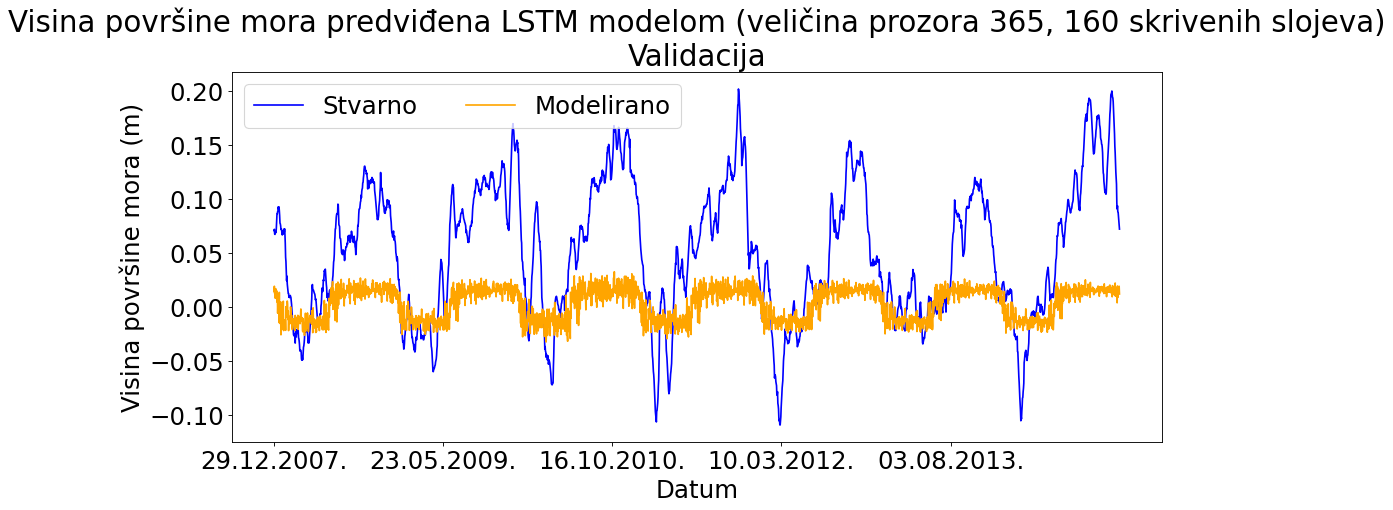 Visina površine mora predviđena LSTM modelom (veličina prozora 365, 160 skrivenih slojeva)
Validacija
Stvarno Modelirano
Visina površine mora (m)
0.20
0.15
0.10
0.05
0.00
−0.05
−0.10
29.12.2007. 23.05.2009. 16.10.2010. 10.03.2012. 03.08.2013.
Datum